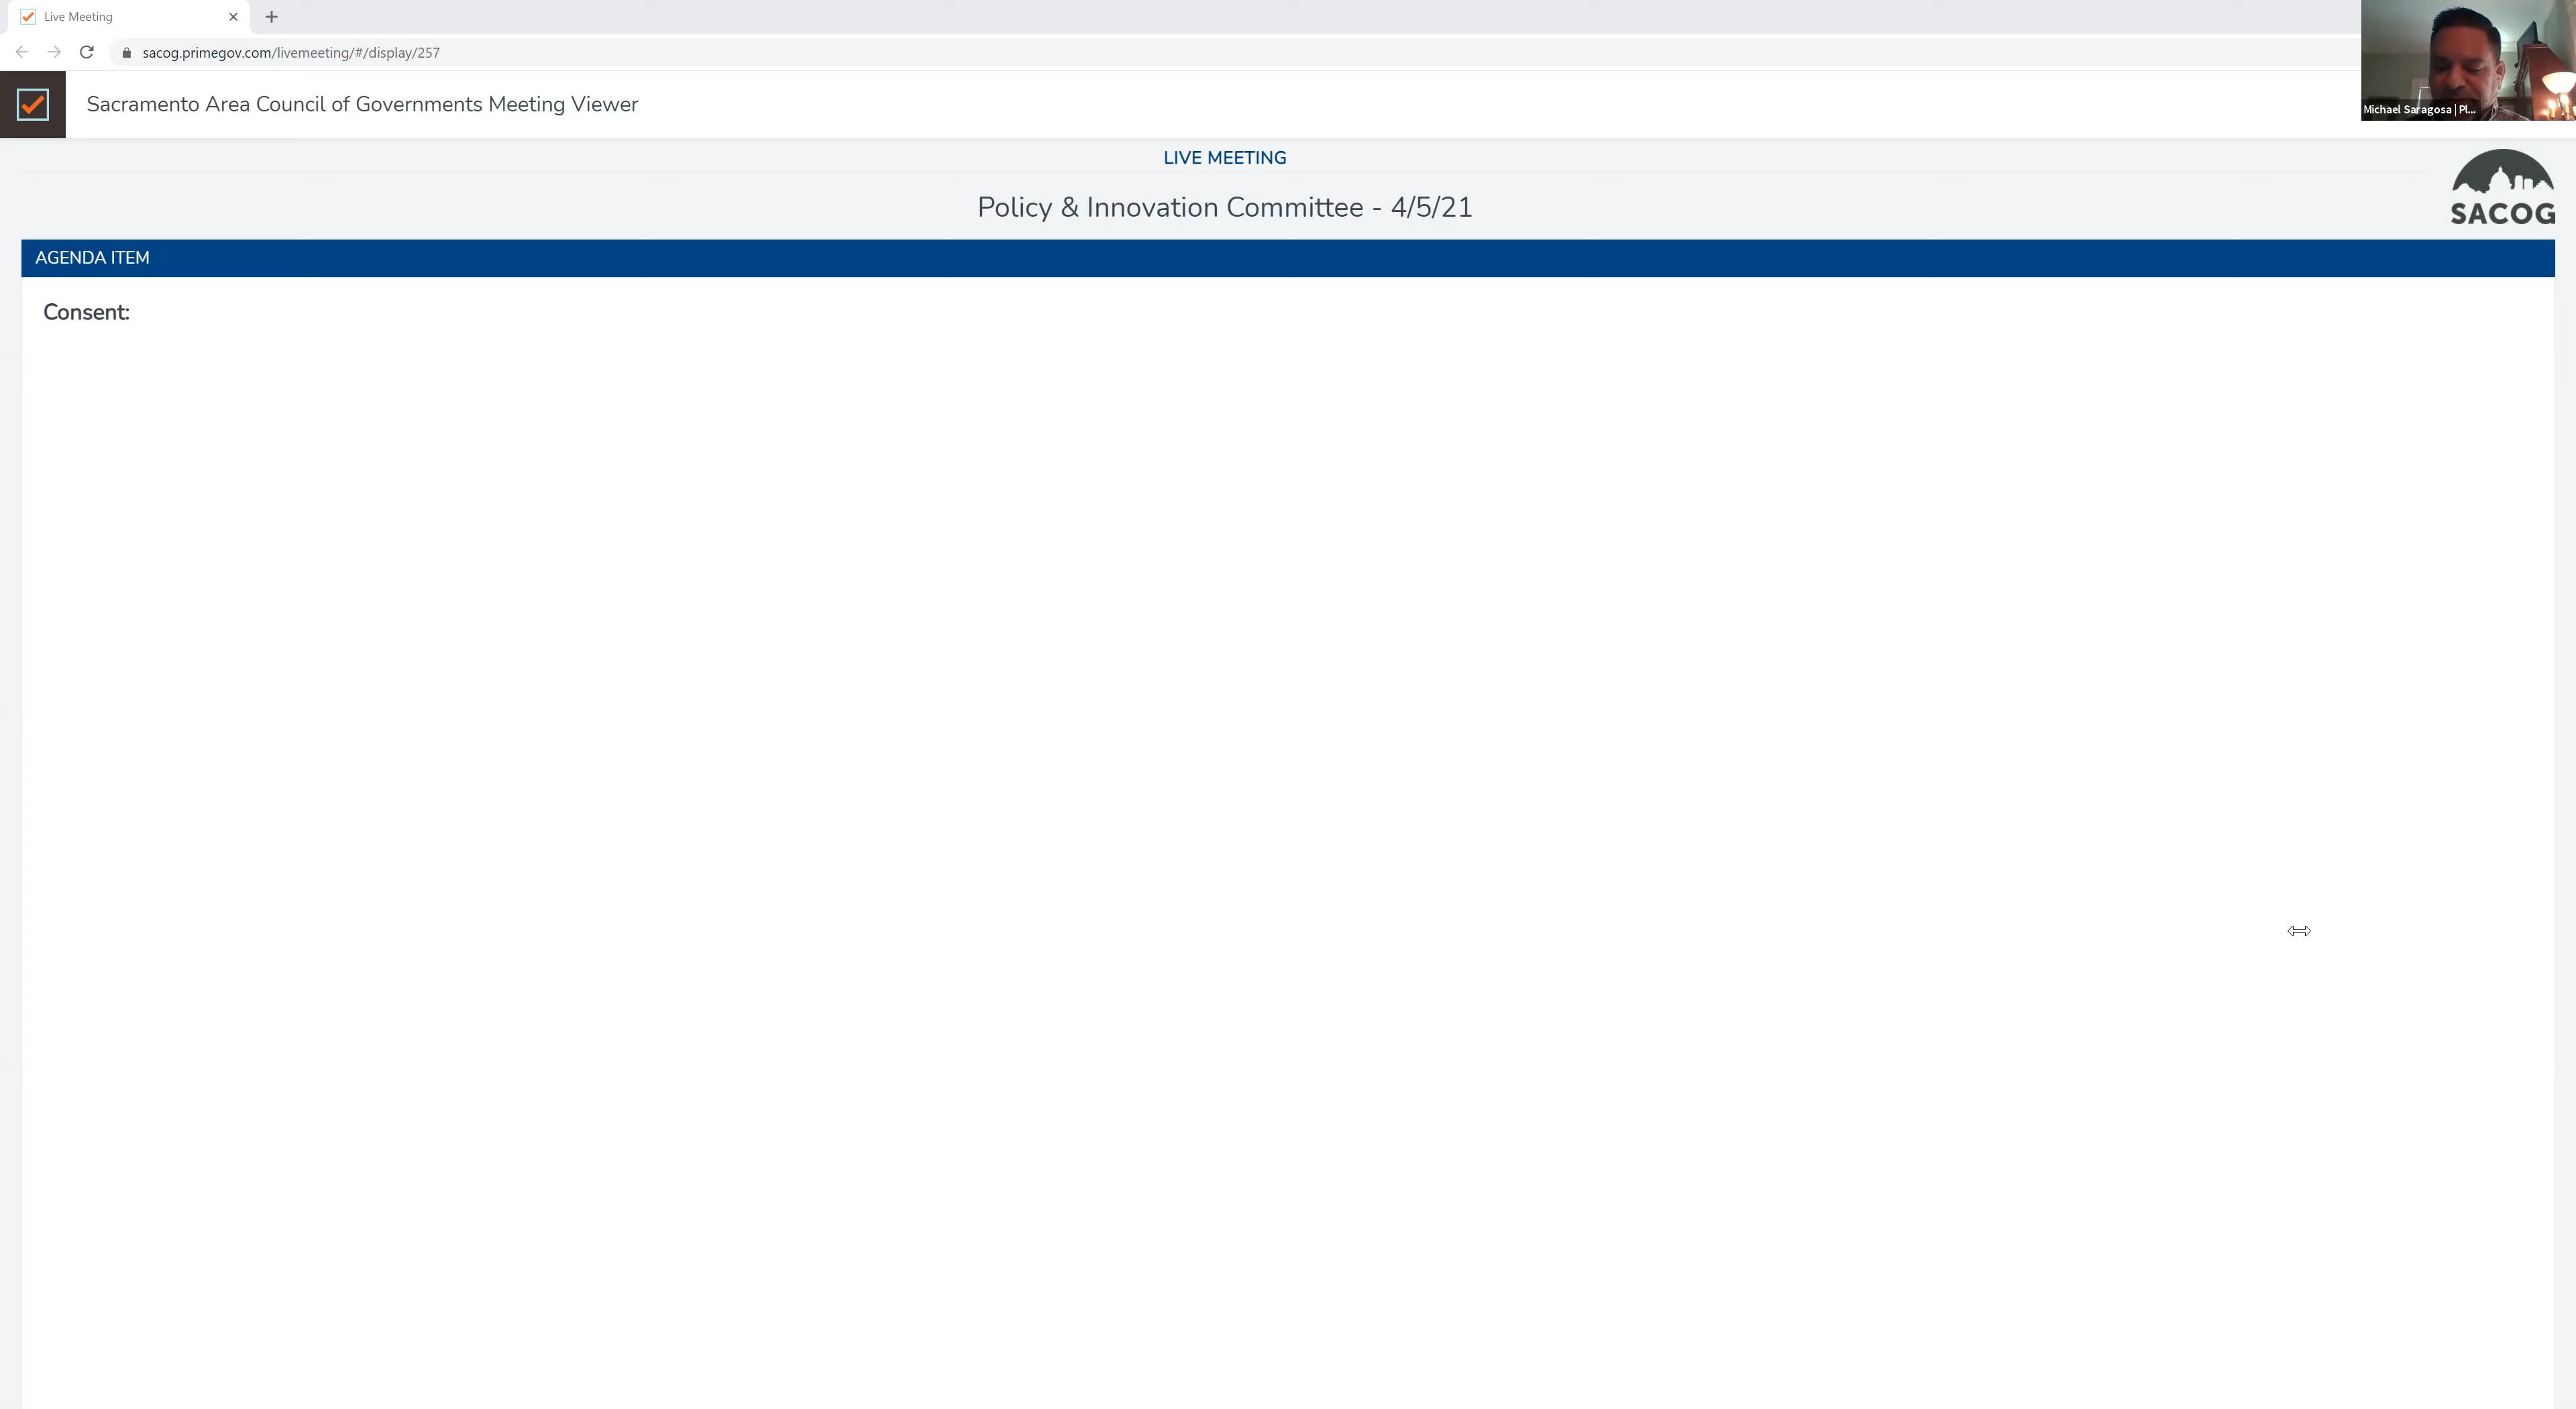 Live Meeting
sacog.primegov.com/livemeeting/#/display/257
Sacramento Area Council of Governments Meeting Viewer
Michael Saragosa | Pl...
LIVE MEETING
Policy & Innovation Committee - 4/5/21
SACOG
AGENDA ITEM
Consent: